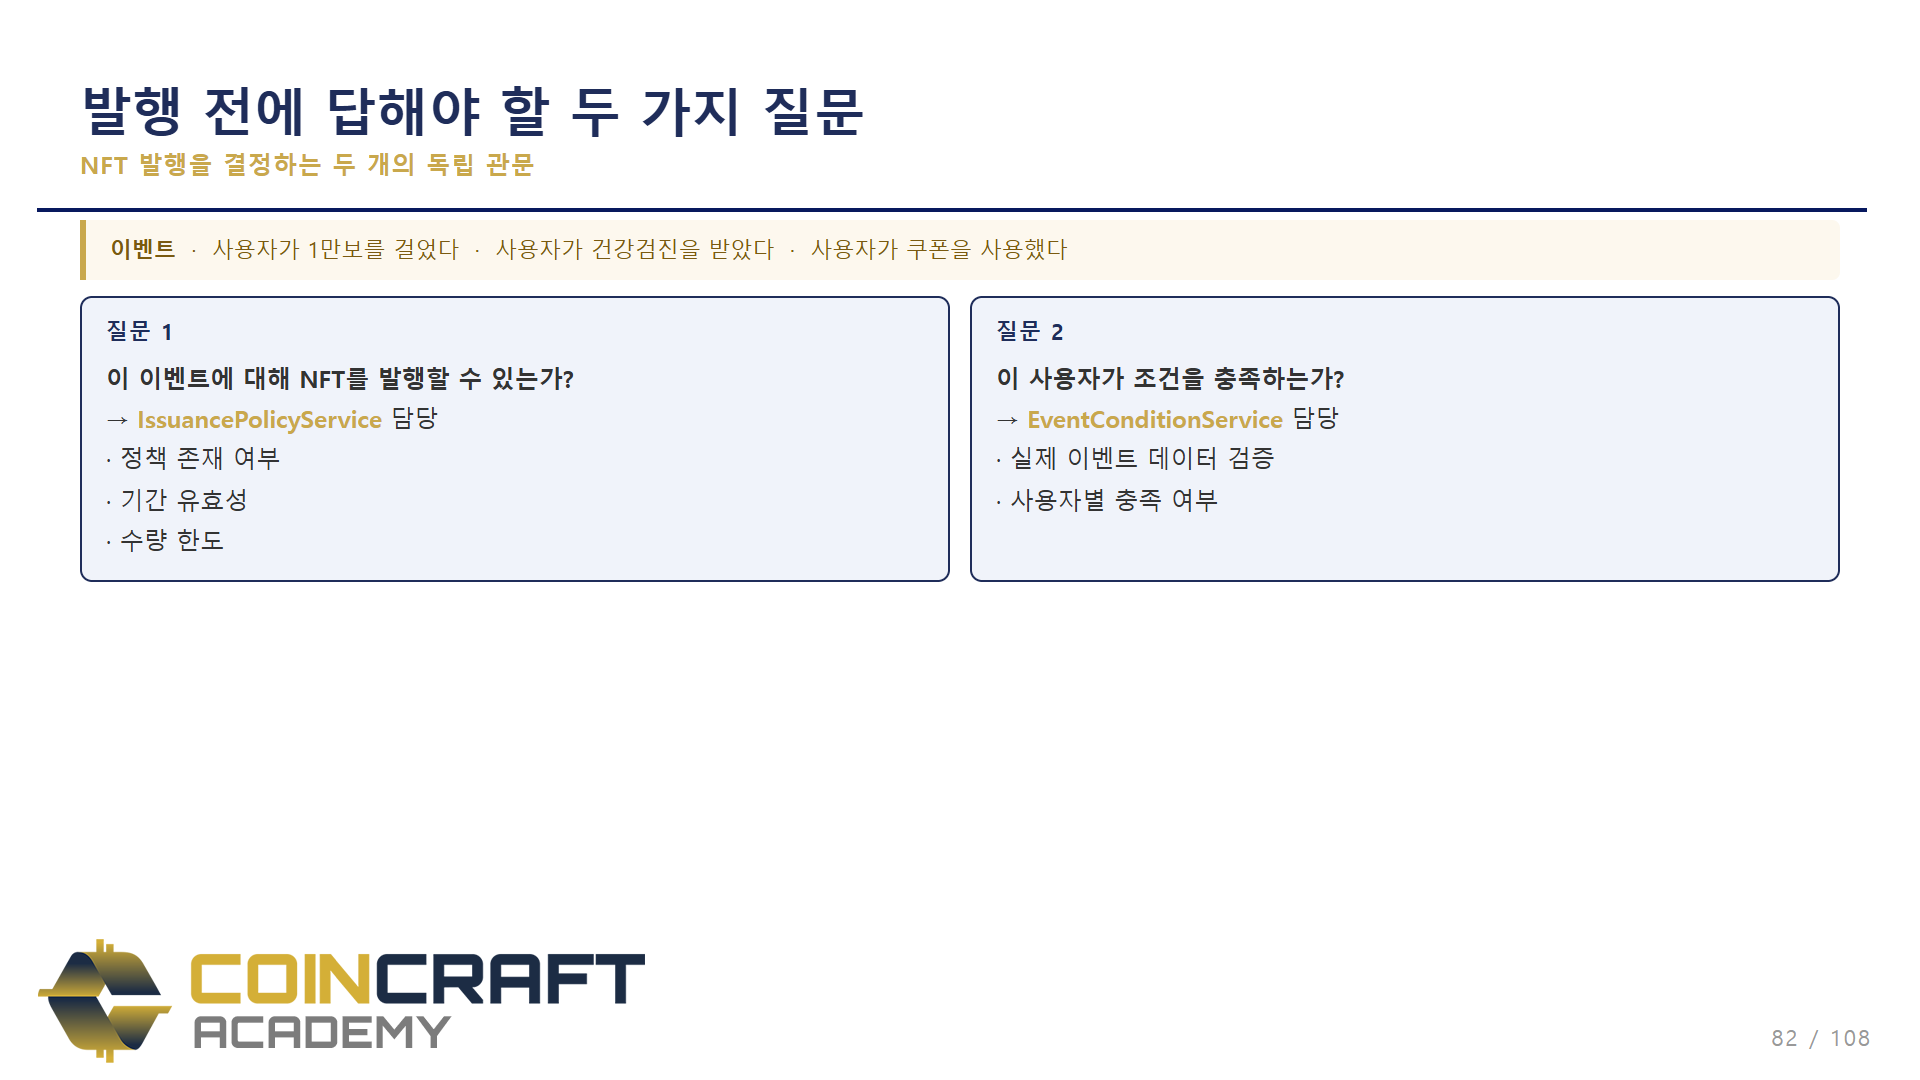 발행 전에 답해야 할 두 가지 질문
NFT 발행을 결정하는 두 개의 독립 관문
이벤트 · 사용자가 1만보를 걸었다 · 사용자가 건강검진을 받았다 · 사용자가 쿠폰을 사용했다
질문 1
이 이벤트에 대해 NFT를 발행할 수 있는가?
→ IssuancePolicyService 담당
· 정책 존재 여부
· 기간 유효성
· 수량 한도
질문 2
이 사용자가 조건을 충족하는가?
→ EventConditionService 담당
· 실제 이벤트 데이터 검증
· 사용자별 충족 여부
COINCRAFT
ACADEMY
82 / 108